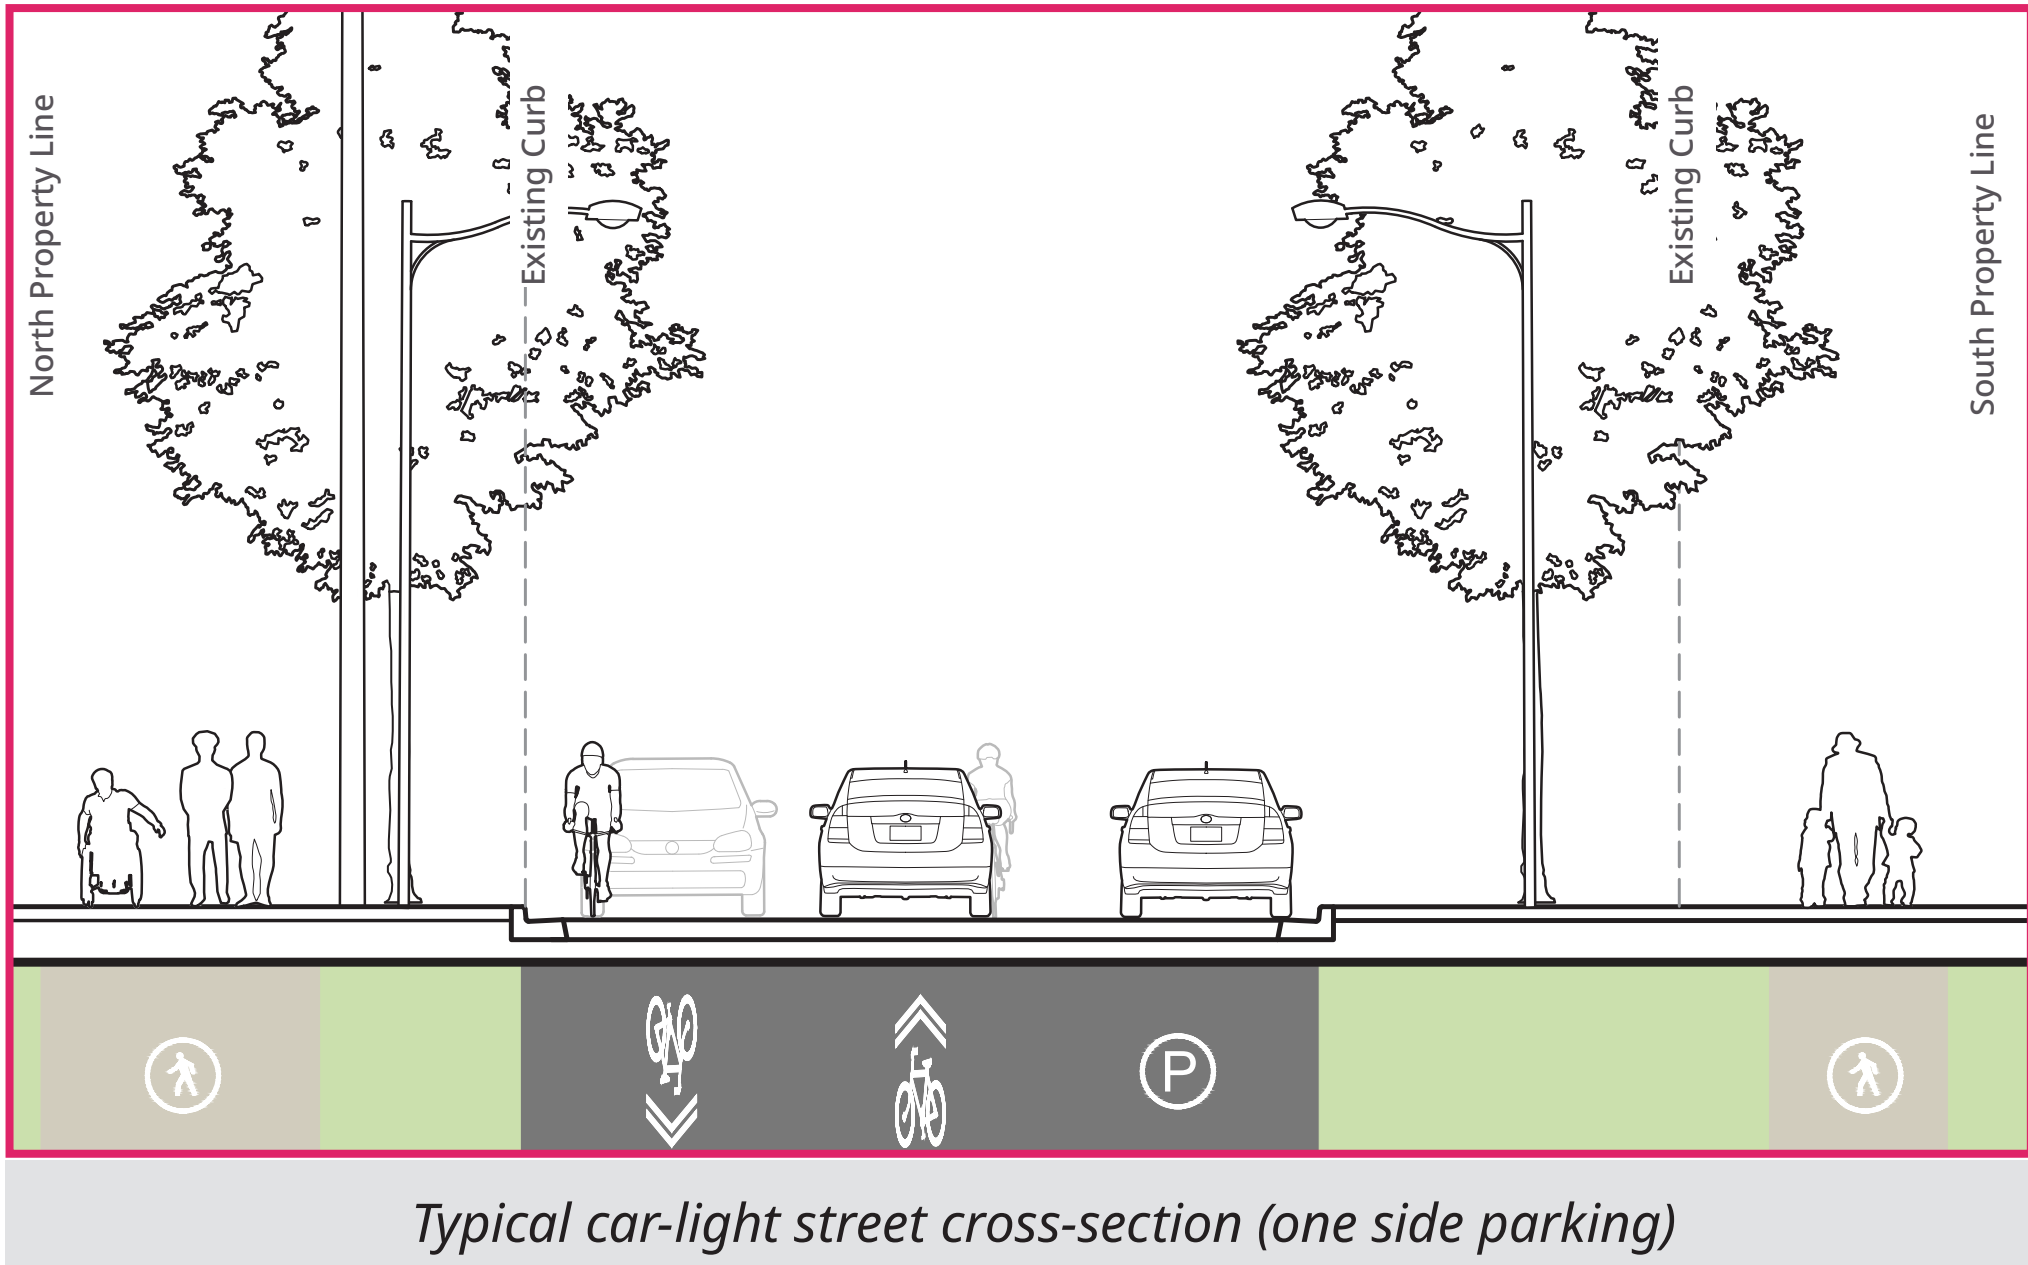 North Property Line
Existing Curb
Existing Curb
South Property Line
P
Typical car-light street cross-section (one side parking)